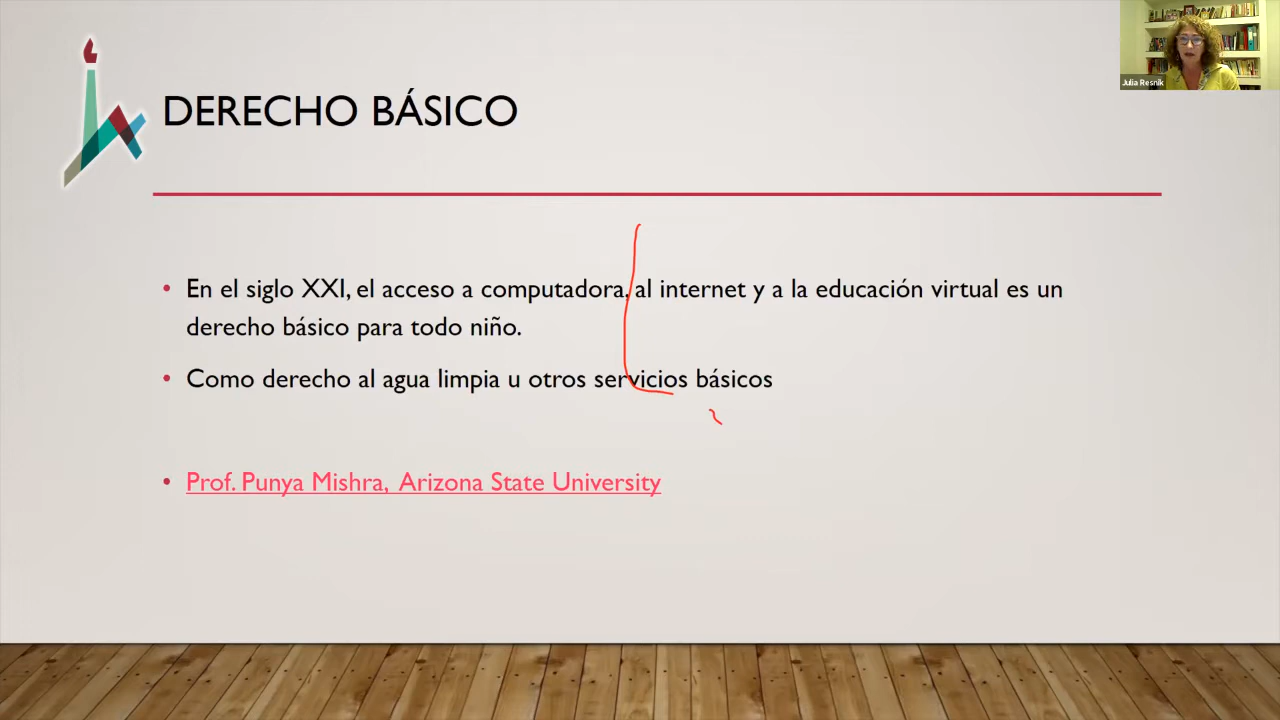 Julia Resnik
DERECHO BÁSICO
• En el siglo XXI, el acceso a computadora, al internet y a la educación virtual es un
derecho básico para todo niño.
• Como derecho al agua limpia u otros servicios básicos
• Prof. Punya Mishra, Arizona State University